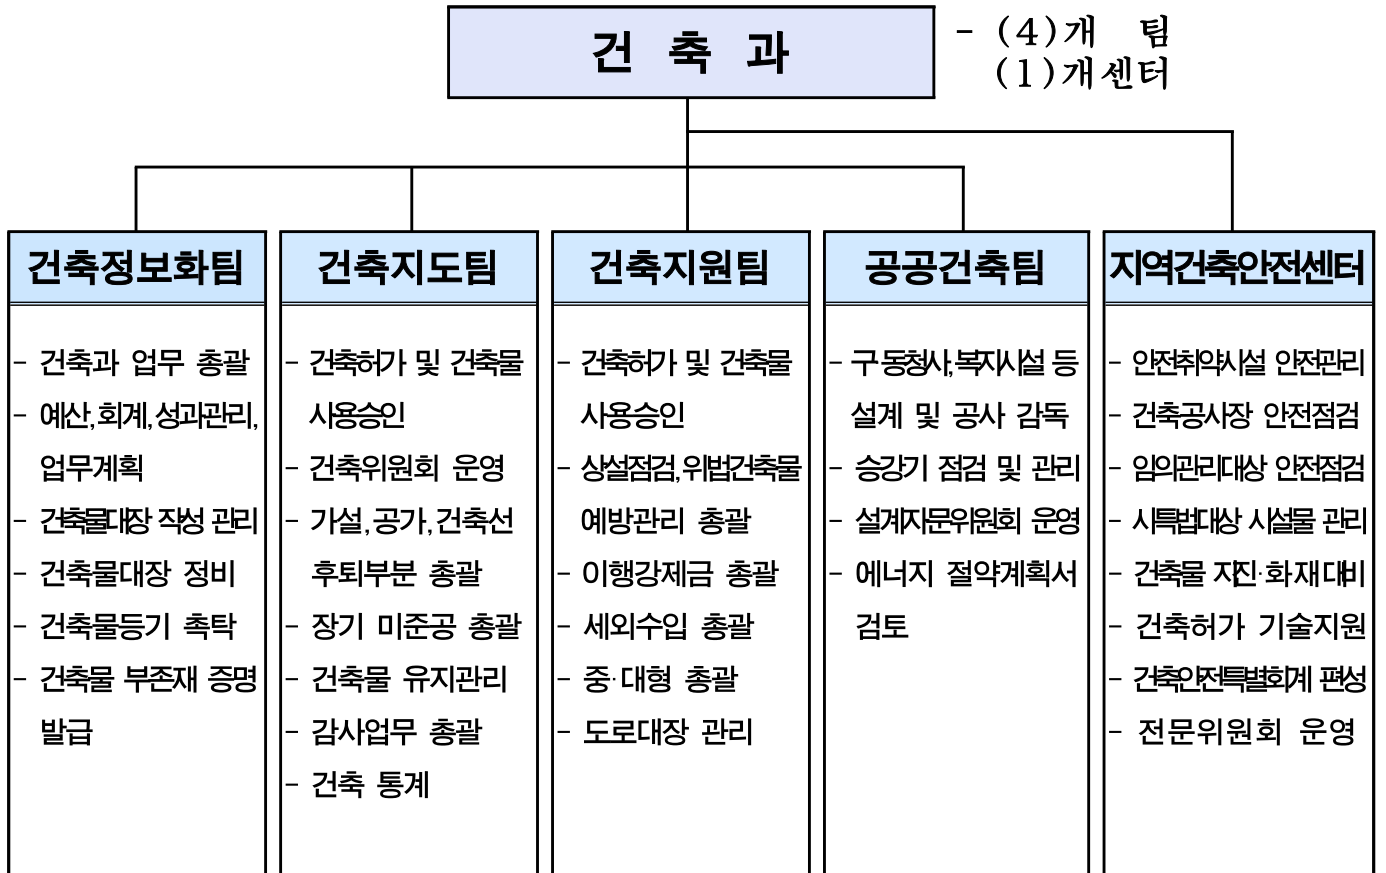 건 축 과
- (4)개 팀
(1)개센터
건축정보화팀
- 건축과 업무 총괄
- 예산,회계,성과관리,
업무계획
- 건축물대장 작성 관리
- 건축물대장 정비
- 건축물등기 촉탁
- 건축물 부존재 증명
발급
건축지도팀
- 건축허가 및 건축물
사용승인
- 건축위원회 운영
- 가설,공가,건축선
후퇴부분 총괄
- 장기 미준공 총괄
- 건축물 유지관리
- 감사업무 총괄
- 건축 통계
건축지원팀
- 건축허가 및 건축물
사용승인
- 상설점검,위법건축물
예방관리 총괄
- 이행강제금 총괄
- 세외수입 총괄
- 중·대형 총괄
- 도로대장 관리
공공건축팀
- 구동청사,복지시설 등
설계 및 공사 감독
- 승강기 점검 및 관리
- 설계자문위원회 운영
- 에너지 절약계획서
검토
지역건축안전센터
- 안전취약시설 안전관리
- 건축공사장 안전점검
- 임의관리대상 안전점검
- 시특법대상 시설물 관리
- 건축물 지진·화재대비
- 건축허가 기술지원
- 건축안전특별회계 편성
- 전문위원회 운영